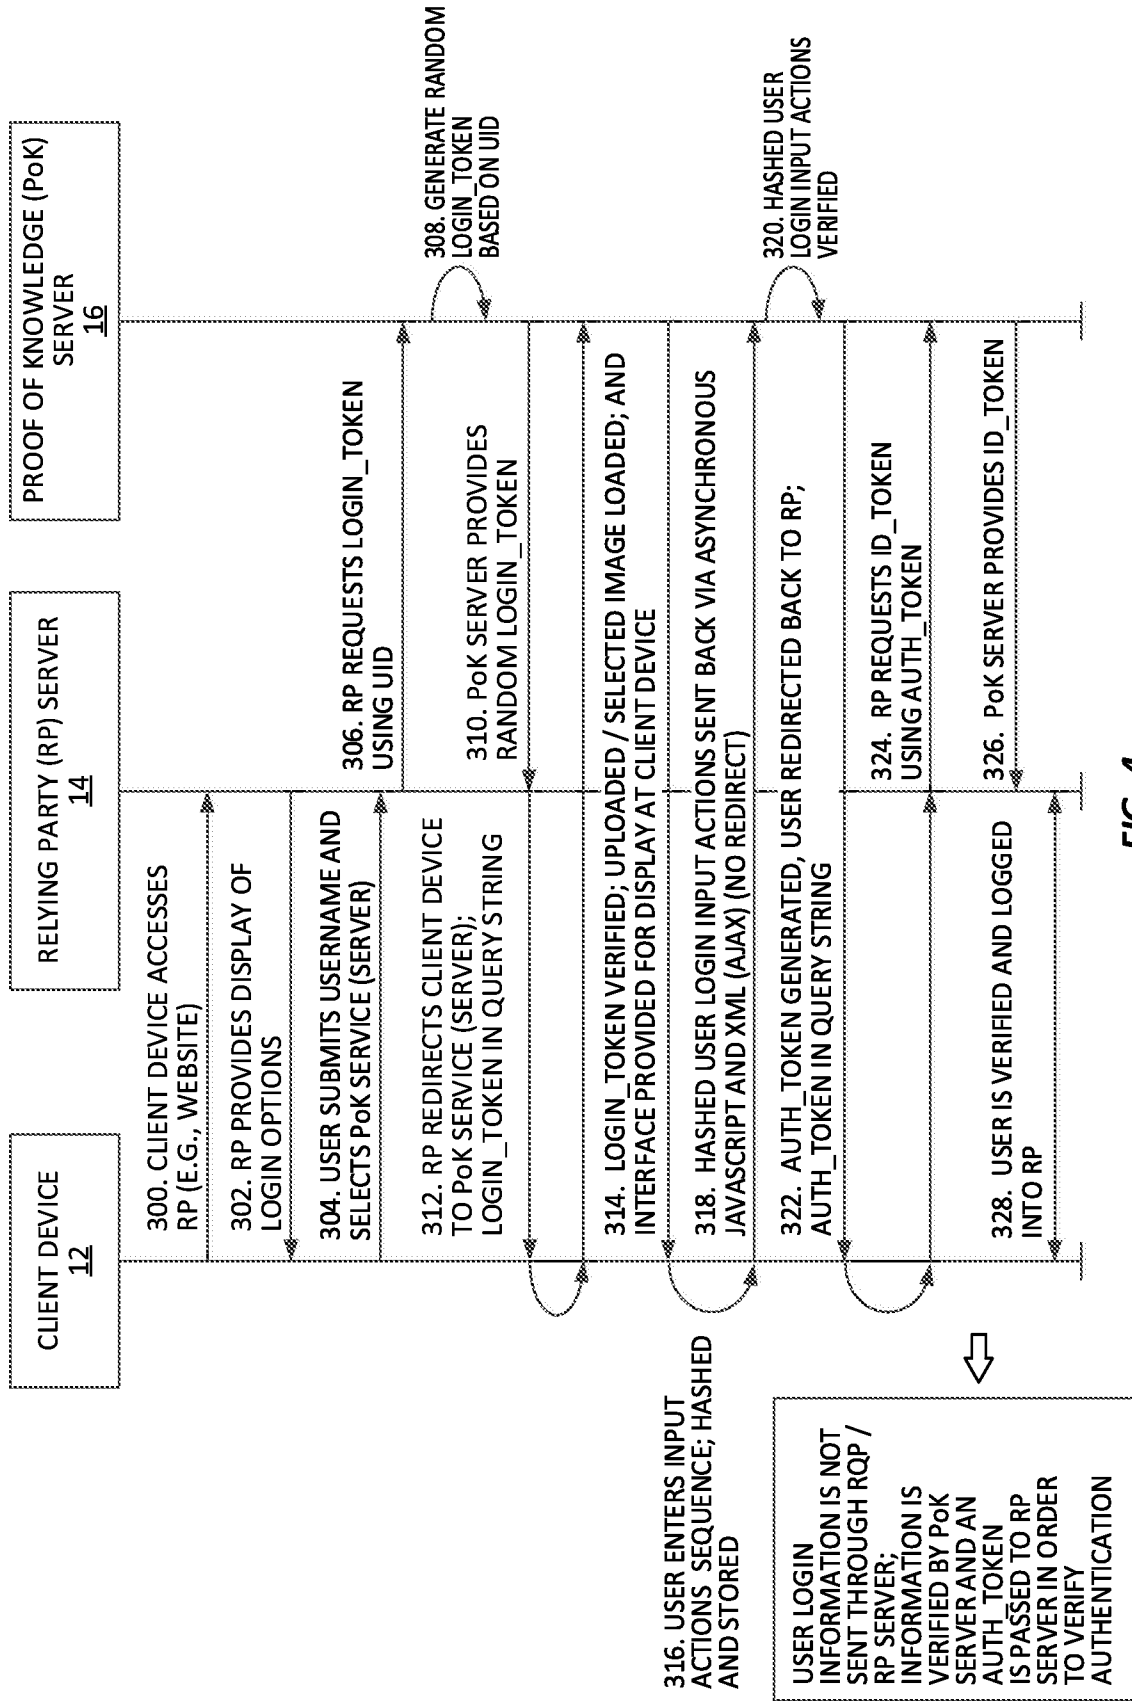 CLIENT DEVICE
12
RELYING PARTY (RP) SERVER
14
PROOF OF KNOWLEDGE (PoK)
SERVER
16
300. CLIENT DEVICE ACCESSES
RP (E.G., WEBSITE)
302. RP PROVIDES DISPLAY OF
LOGIN OPTIONS
304. USER SUBMITS USERNAME AND
SELECTS PoK SERVICE (SERVER)
306. RP REQUESTS LOGIN_TOKEN
USING UID
308. GENERATE RANDOM
LOGIN_TOKEN
BASED ON UID
310. PoK SERVER PROVIDES
RANDOM LOGIN_TOKEN
312. RP REDIRECTS CLIENT DEVICE
TO PoK SERVICE (SERVER);
LOGIN_TOKEN IN QUERY STRING
314. LOGIN_TOKEN VERIFIED; UPLOADED / SELECTED IMAGE LOADED; AND
INTERFACE PROVIDED FOR DISPLAY AT CLIENT DEVICE
316. USER ENTERS INPUT
ACTIONS SEQUENCE; HASHED
AND STORED
318. HASHED USER LOGIN INPUT ACTIONS SENT BACK VIA ASYNCHRONOUS
JAVASCRIPT AND XML (AJAX) (NO REDIRECT)
320. HASHED USER
LOGIN INPUT ACTIONS
VERIFIED
322. AUTH_TOKEN GENERATED, USER REDIRECTED BACK TO RP;
AUTH_TOKEN IN QUERY STRING
324. RP REQUESTS ID_TOKEN
USING AUTH_TOKEN
326. PoK SERVER PROVIDES ID_TOKEN
328. USER IS VERIFIED AND LOGGED
INTO RP
USER LOGIN
INFORMATION IS NOT
SENT THROUGH RQP /
RP SERVER;
INFORMATION IS
VERIFIED BY PoK
SERVER AND AN
AUTH_TOKEN
IS PASSED TO RP
SERVER IN ORDER
TO VERIFY
AUTHENTICATION
FIG. 4